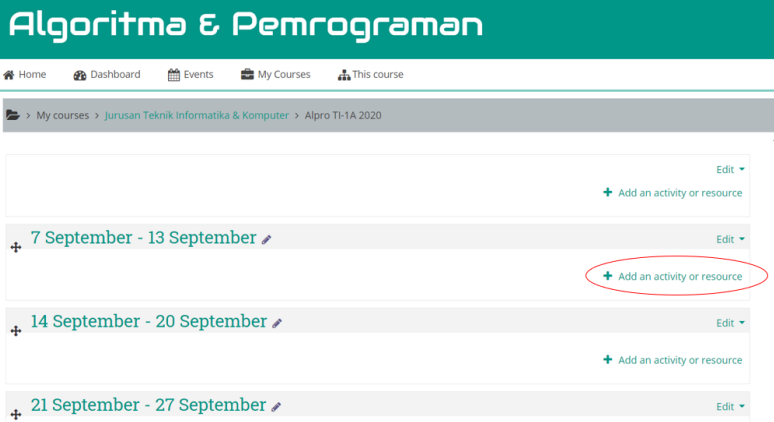 Algoritma & Pemrograman
Home Dashboard Events My Courses This course
> My courses > Jurusan Teknik Informatika & Komputer > Alpro TI-1A 2020
Edit
Add an activity or resource
7 September - 13 September
Edit
Add an activity or resource
14 September - 20 September
Edit
Add an activity or resource
21 September - 27 September
Edit